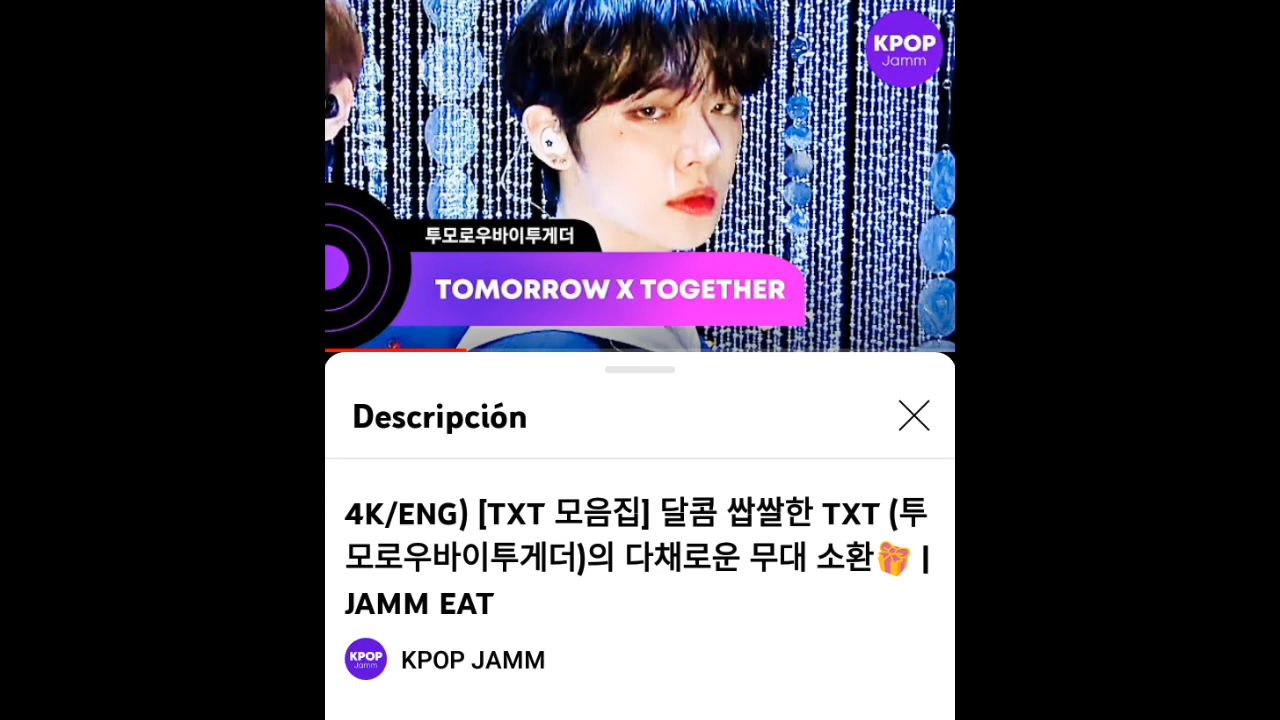 KPOP
Jamm
투모로우바이투게더
TOMORROW X TOGETHER
Descripción
4K/ENG) [TXT 모음집] 달콤 쌉쌀한 TXT (투
모로우바이투게더)의 다채로운 무대 소환🎁 |
JAMM EAT
KPOP
Jamm
KPOP JAMM